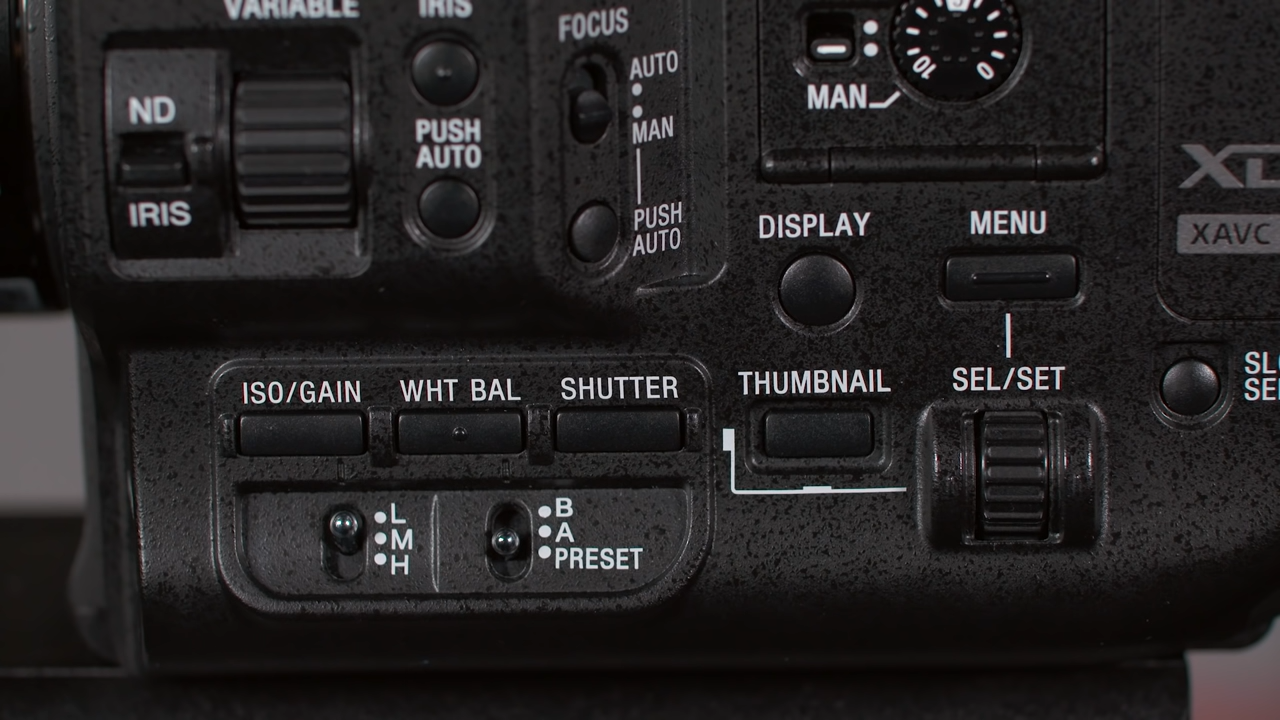 VARIABLE
IRIS
FOCUS
AUTO
MAN
PUSH
AUTO
ND
IRIS
PUSH
AUTO
MAN
10
0
DISPLAY
MENU
XAVC
ISO/GAIN
WHT BAL
SHUTTER
THUMBNAIL
SEL/SET
L
M
H
B
A
PRESET